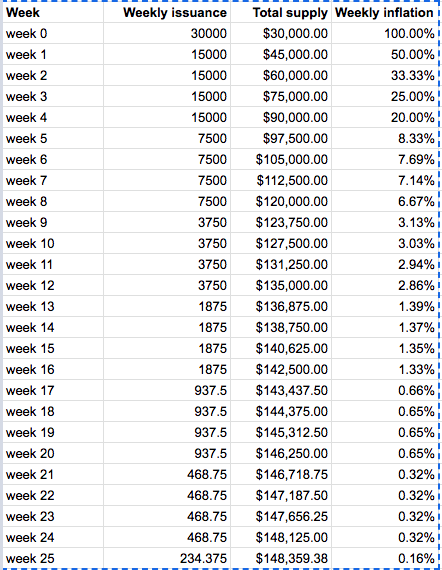 Week Weekly issuance Total supply Weekly inflation
week 0 30000 $30,000.00 100.00%
week 1 15000 $45,000.00 50.00%
week 2 15000 $60,000.00 33.33%
week 3 15000 $75,000.00 25.00%
week 4 15000 $90,000.00 20.00%
week 5 7500 $97,500.00 8.33%
week 6 7500 $105,000.00 7.69%
week 7 7500 $112,500.00 7.14%
week 8 7500 $120,000.00 6.67%
week 9 3750 $123,750.00 3.13%
week 10 3750 $127,500.00 3.03%
week 11 3750 $131,250.00 2.94%
week 12 3750 $135,000.00 2.86%
week 13 1875 $136,875.00 1.39%
week 14 1875 $138,750.00 1.37%
week 15 1875 $140,625.00 1.35%
week 16 1875 $142,500.00 1.33%
week 17 937.5 $143,437.50 0.66%
week 18 937.5 $144,375.00 0.65%
week 19 937.5 $145,312.50 0.65%
week 20 937.5 $146,250.00 0.65%
week 21 468.75 $146,718.75 0.32%
week 22 468.75 $147,187.50 0.32%
week 23 468.75 $147,656.25 0.32%
week 24 468.75 $148,125.00 0.32%
week 25 234.375 $148,359.38 0.16%